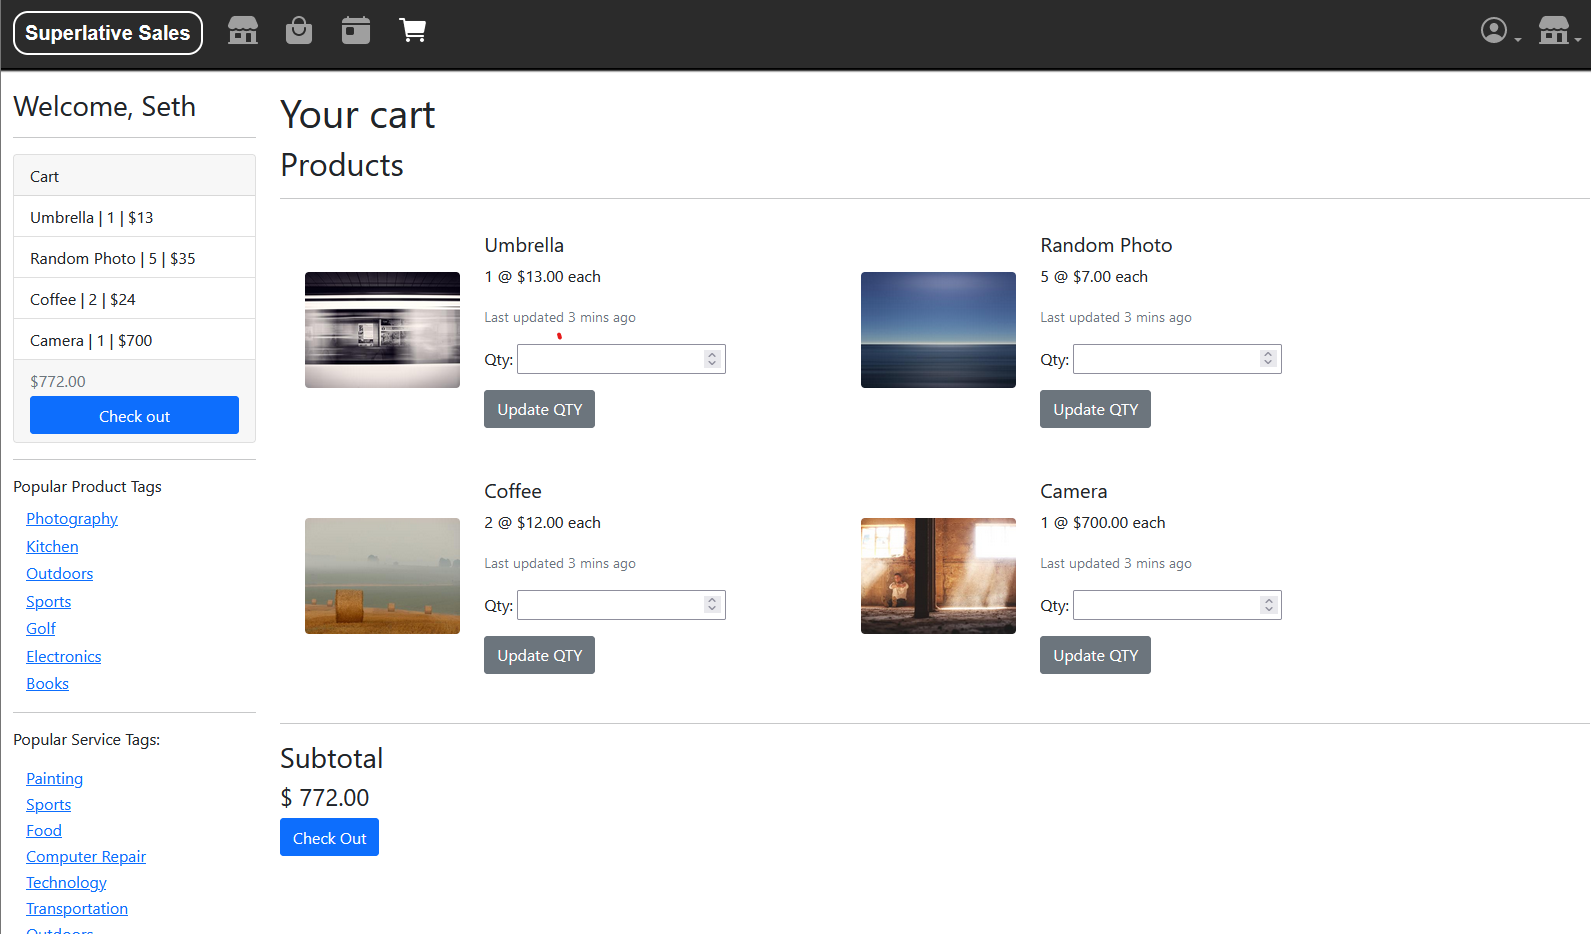 Superlative Sales
Welcome, Seth
Cart
Umbrella | 1 | $13
Random Photo | 5 | $35
Coffee | 2 | $24
Camera | 1 | $700
$772.00
Check out
Popular Product Tags
Photography
Kitchen
Outdoors
Sports
Golf
Electronics
Books
Popular Service Tags:
Painting
Sports
Food
Computer Repair
Technology
Transportation
Outdoors
Your cart
Products
Umbrella
1 @ $13.00 each
Last updated 3 mins ago
Qty:
Update QTY
Random Photo
5 @ $7.00 each
Last updated 3 mins ago
Qty:
Update QTY
Coffee
2 @ $12.00 each
Last updated 3 mins ago
Qty:
Update QTY
Camera
1 @ $700.00 each
Last updated 3 mins ago
Qty:
Update QTY
Subtotal
$ 772.00
Check Out